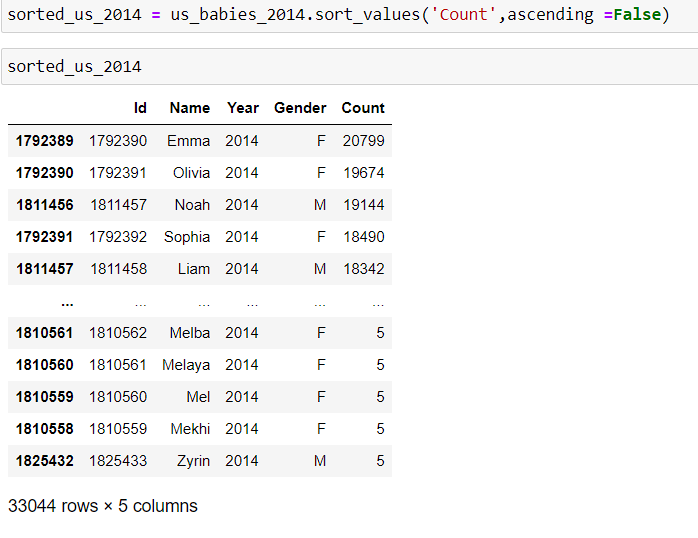 sorted_us_2014 = us_babies_2014.sort_values('Count',ascending =False)
sorted_us_2014
Id Name Year Gender Count
1792389 1792390 Emma 2014 F 20799
1792390 1792391 Olivia 2014 F 19674
1811456 1811457 Noah 2014 M 19144
1792391 1792392 Sophia 2014 F 18490
1811457 1811458 Liam 2014 M 18342
... ... ... ... ... ...
1810561 1810562 Melba 2014 F 5
1810560 1810561 Melaya 2014 F 5
1810559 1810560 Mel 2014 F 5
1810558 1810559 Mekhi 2014 F 5
1825432 1825433 Zyrin 2014 M 5
33044 rows × 5 columns